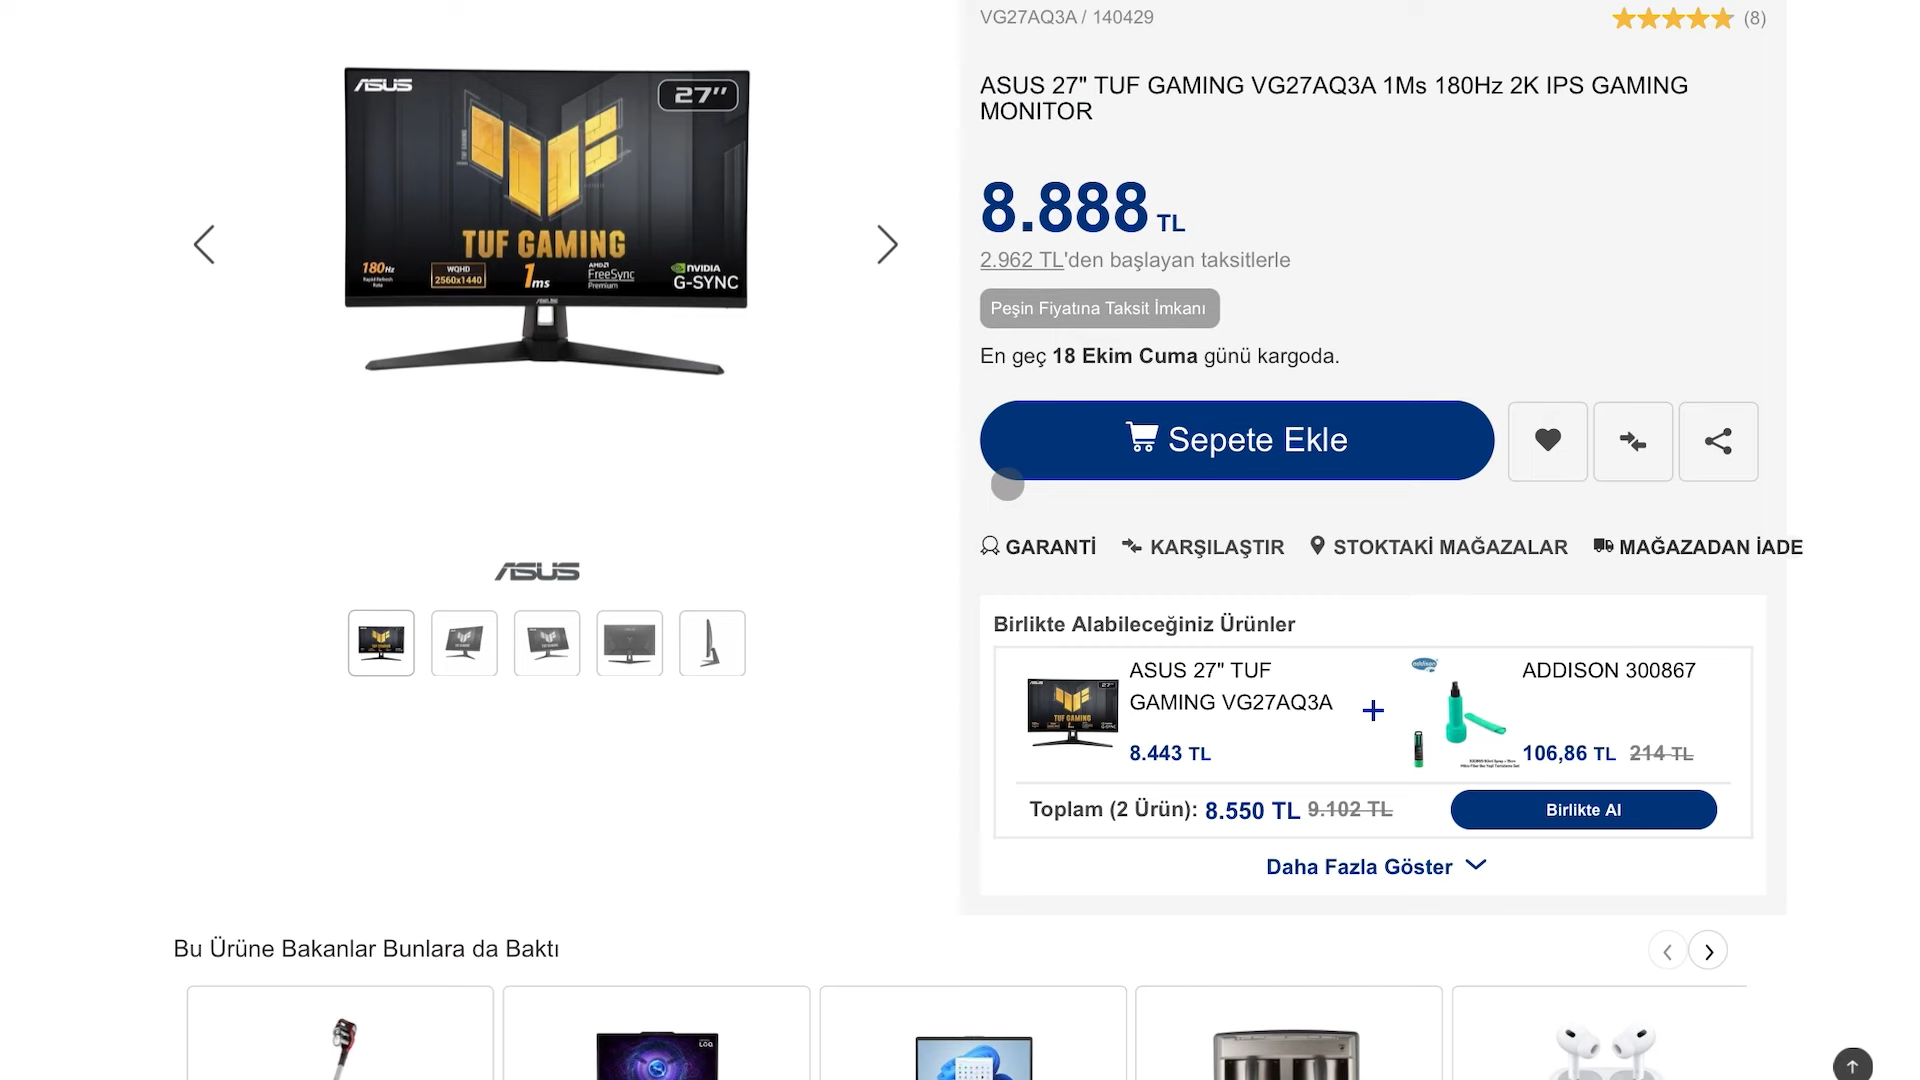 VG27AQ3A / 140429
(8)
ASUS 27" TUF GAMING VG27AQ3A 1Ms 180Hz 2K IPS GAMING
MONITOR
8.888 TL
2.962 TL'den başlayan taksitlerle
Peşin Fiyatına Taksit İmkanı
En geç 18 Ekim Cuma günü kargoda.
Sepete Ekle
GARANTİ
KARŞILAŞTIR
STOKTAKİ MAĞAZALAR
MAĞAZADAN İADE
ASUS
27"
TUF GAMING
180Hz
WQHD
2560x1440
1ms
AMD
FreeSync
Premium
NVIDIA
G-SYNC
ASUS
Birlikte Alabileceğiniz Ürünler
ASUS 27" TUF
GAMING VG27AQ3A
8.443 TL
+
addison
ADDISON 300867
106,86 TL 214 TL
Toplam (2 Ürün): 8.550 TL 9.102 TL
Birlikte Al
Daha Fazla Göster
Bu Ürüne Bakanlar Bunlara da Baktı
LOQ